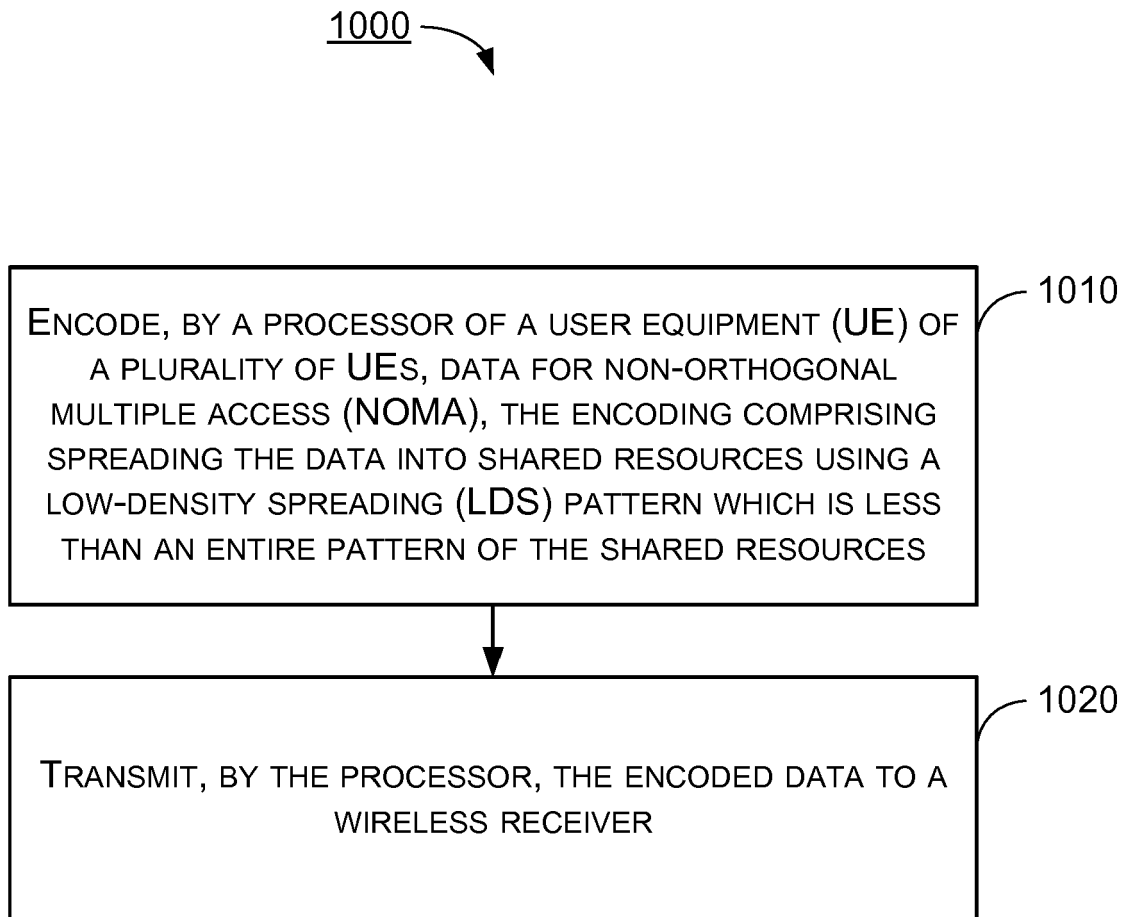 1000
ENCODE, BY A PROCESSOR OF A USER EQUIPMENT (UE) OF
1010
A PLURALITY OF UES, DATA FOR NON-ORTHOGONAL
MULTIPLE ACCESS (NOMA), THE ENCODING COMPRISING
SPREADING THE DATA INTO SHARED RESOURCES USING A
LOW-DENSITY SPREADING (LDS) PATTERN WHICH IS LESS
THAN AN ENTIRE PATTERN OF THE SHARED RESOURCES
1020
TRANSMIT, BY THE PROCESSOR, THE ENCODED DATA TO A
WIRELESS RECEIVER